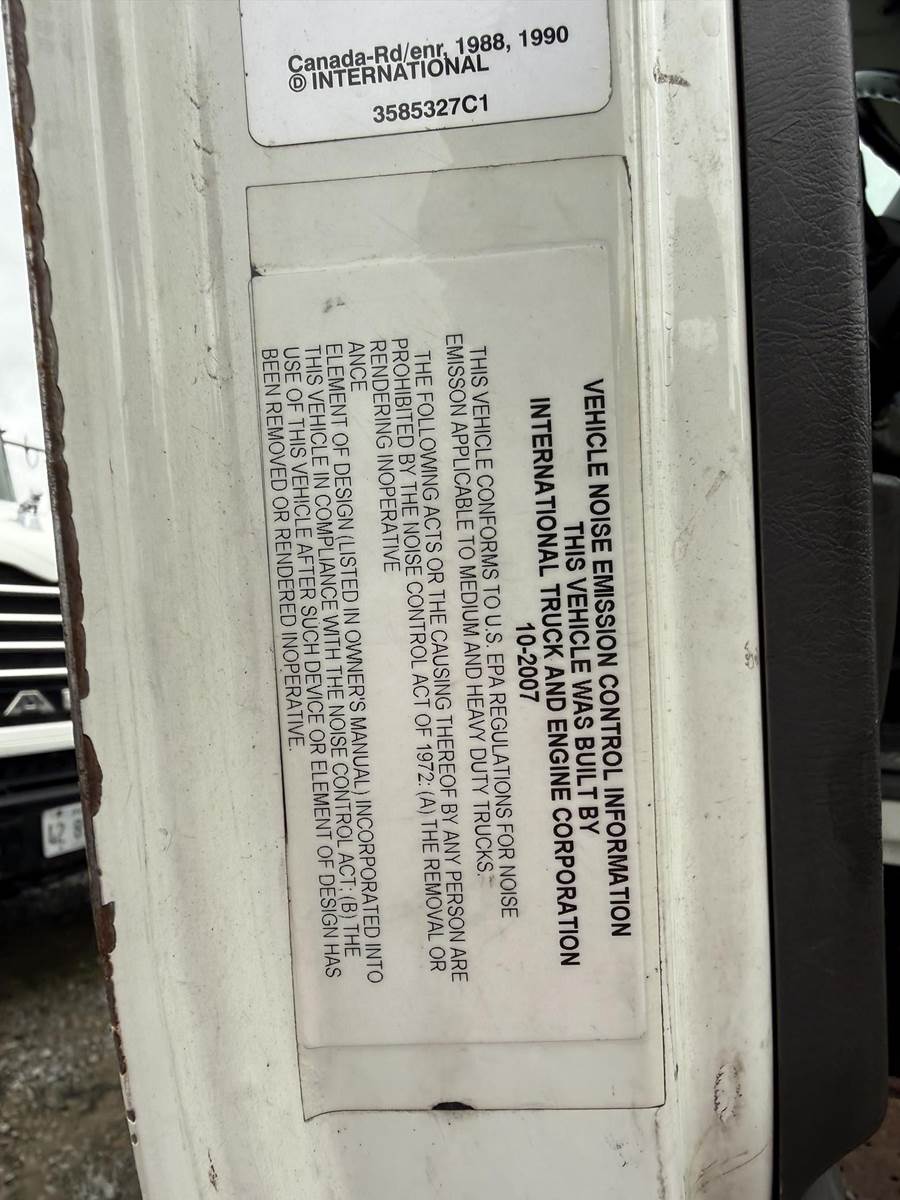 Canada-Rd/enr, 1988, 1990
Ⓓ INTERNATIONAL
3585327C1
VEHICLE NOISE EMISSION CONTROL INFORMATION
THIS VEHICLE WAS BUILT BY
INTERNATIONAL TRUCK AND ENGINE CORPORATION
10-2007
THIS VEHICLE CONFORMS TO U.S. EPA REGULATIONS FOR NOISE
EMISSON APPLICABLE TO MEDIUM AND HEAVY DUTY TRUCKS.
THE FOLLOWING ACTS OR THE CAUSING THEREOF BY ANY PERSON ARE
PROHIBITED BY THE NOISE CONTROL ACT OF 1972: (A) THE REMOVAL OR
RENDERING INOPERATIVE
ANCE
ELEMENT OF DESIGN (LISTED IN OWNER'S MANUAL) INCORPORATED INTO
THIS VEHICLE IN COMPLIANCE WITH THE NOISE CONTROL ACT; (B) THE
USE OF THIS VEHICLE AFTER SUCH DEVICE OR ELEMENT OF DESIGN HAS
BEEN REMOVED OR RENDERED INOPERATIVE.